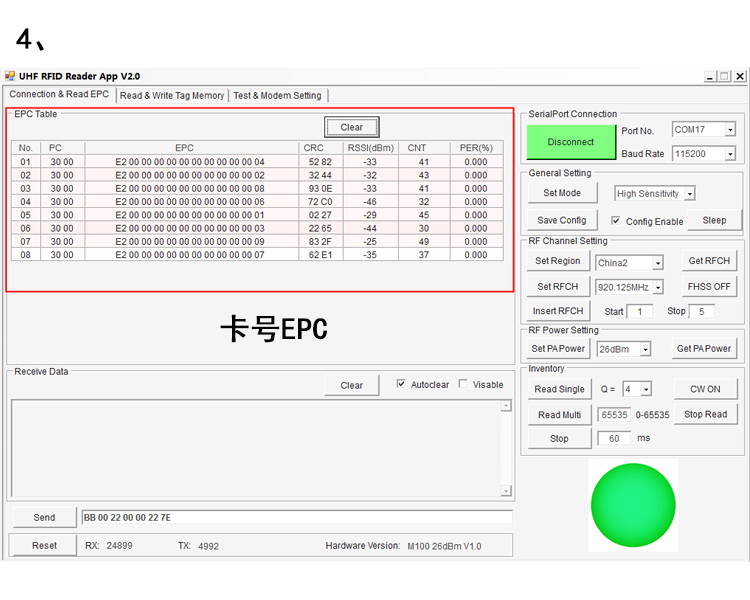 4、
UHF RFID Reader App V2.0
Connection & Read EPC Read & Write Tag Memory Test & Modem Setting
EPC Table
Clear
No. PC EPC CRC RSSI(dBm) CNT PER(%)
01 30 00 E2 00 00 00 00 00 00 00 00 00 00 04 52 82 -33 41 0.000
02 30 00 E2 00 00 00 00 00 00 00 00 00 00 02 32 44 -32 43 0.000
03 30 00 E2 00 00 00 00 00 00 00 00 00 00 08 93 0E -33 41 0.000
04 30 00 E2 00 00 00 00 00 00 00 00 00 00 06 72 C0 -46 32 0.000
05 30 00 E2 00 00 00 00 00 00 00 00 00 00 01 02 27 -29 45 0.000
06 30 00 E2 00 00 00 00 00 00 00 00 00 00 03 22 65 -44 30 0.000
07 30 00 E2 00 00 00 00 00 00 00 00 00 00 09 83 2F -25 49 0.000
08 30 00 E2 00 00 00 00 00 00 00 00 00 00 07 62 E1 -35 37 0.000
卡号EPC
Receive Data
Clear Autoclear Visable
Send BB 00 22 00 00 22 7E
Reset RX: 24899 TX: 4992 Hardware Version: M100 26dBm V1.0
SerialPort Connection
Disconnect Port No. COM17
Baud Rate 115200
General Setting
Set Mode High Sensitivity
Save Config Config Enable Sleep
RF Channel Setting
Set Region China2 Get RFCH
Set RFCH 920.125MHz FHSS OFF
Insert RFCH Start 1 Stop 5
RF Power Setting
Set PA Power 26dBm Get PA Power
Inventory
Read Single Q = 4 CW ON
Read Multi 65535 0-65535 Stop Read
Stop 60 ms